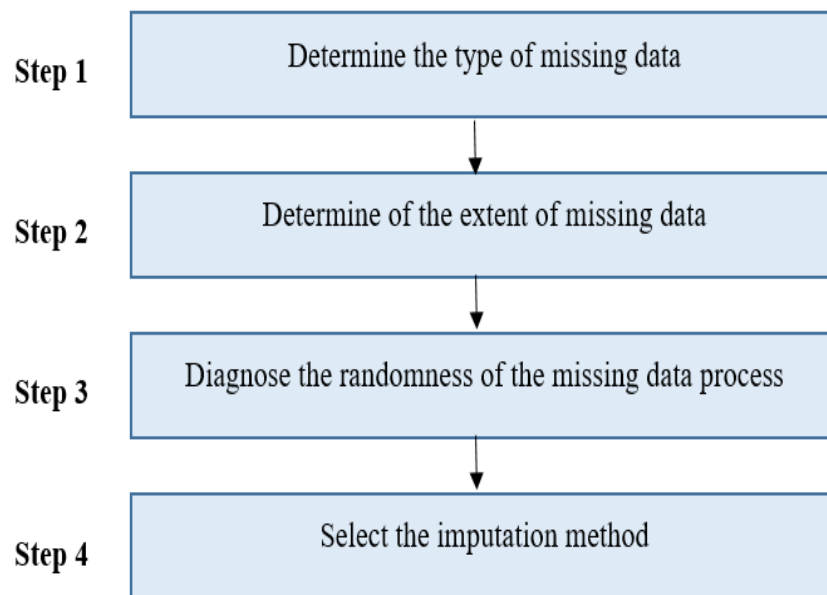 Step 1
Determine the type of missing data
Step 2
Determine of the extent of missing data
Step 3
Diagnose the randomness of the missing data process
Step 4
Select the imputation method